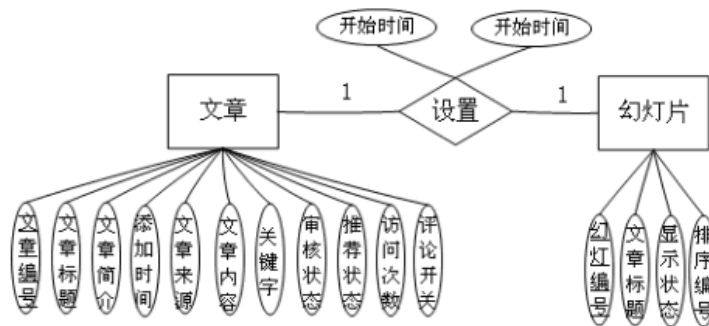 开始时间
开始时间
文章
1
设置
1
幻灯片
文章编号
文章标题
文章简介
添加时间
文章来源
文章内容
关键字
审核状态
推荐状态
访问次数
评论开关
幻灯编号
文章标题
显示状态
排序编号